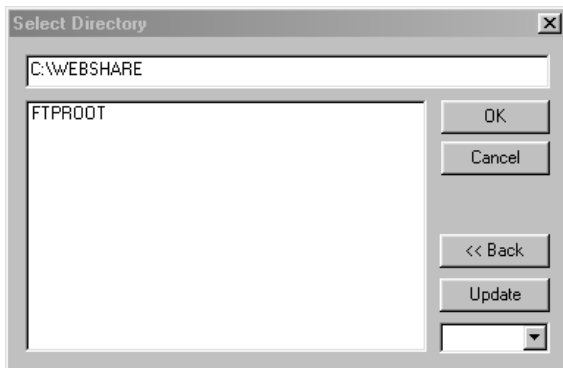 Select Directory
C:\WEBSHARE
FTPROOT
OK
Cancel
<< Back
Update